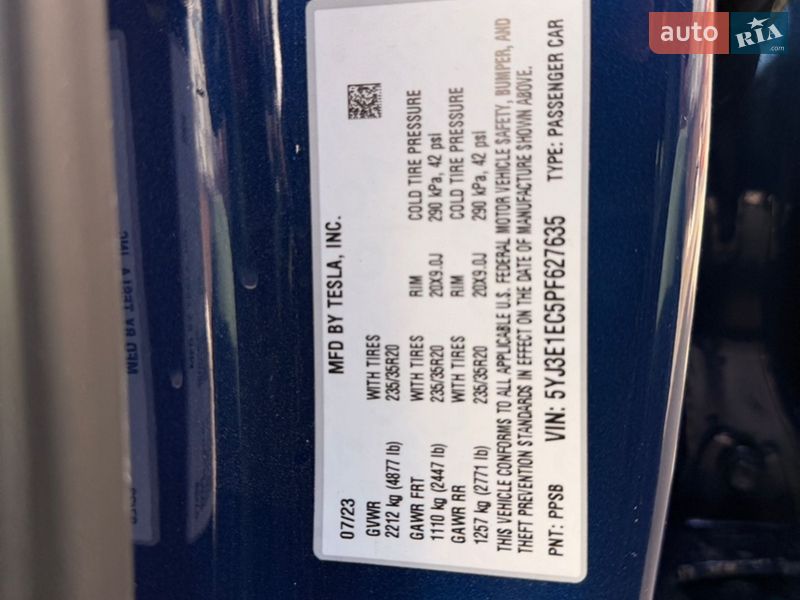 auto RIA .com
MFD BY TESLA, INC.
07/23
GVWR WITH TIRES
2212 kg (4877 lb) 235/35R20
GAWR FRT WITH TIRES RIM COLD TIRE PRESSURE
1110 kg (2447 lb) 235/35R20 20X9.0J 290 kPa, 42 psi
GAWR RR WITH TIRES RIM COLD TIRE PRESSURE
1257 kg (2771 lb) 235/35R20 20X9.0J 290 kPa, 42 psi
THIS VEHICLE CONFORMS TO ALL APPLICABLE U.S. FEDERAL MOTOR VEHICLE SAFETY, BUMPER, AND
THEFT PREVENTION STANDARDS IN EFFECT ON THE DATE OF MANUFACTURE SHOWN ABOVE.
PNT: PPSB VIN: 5YJ3E1EC5PF627635 TYPE: PASSENGER CAR